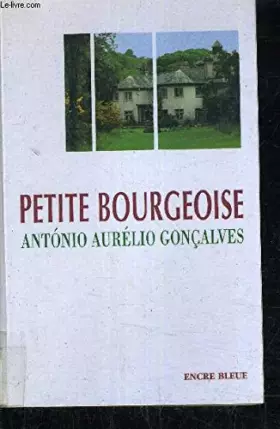 Le-livre.com
PETITE BOURGEOISE
ANTÓNIO AURÉLIO GONÇALVES
ENCRE BLEUE